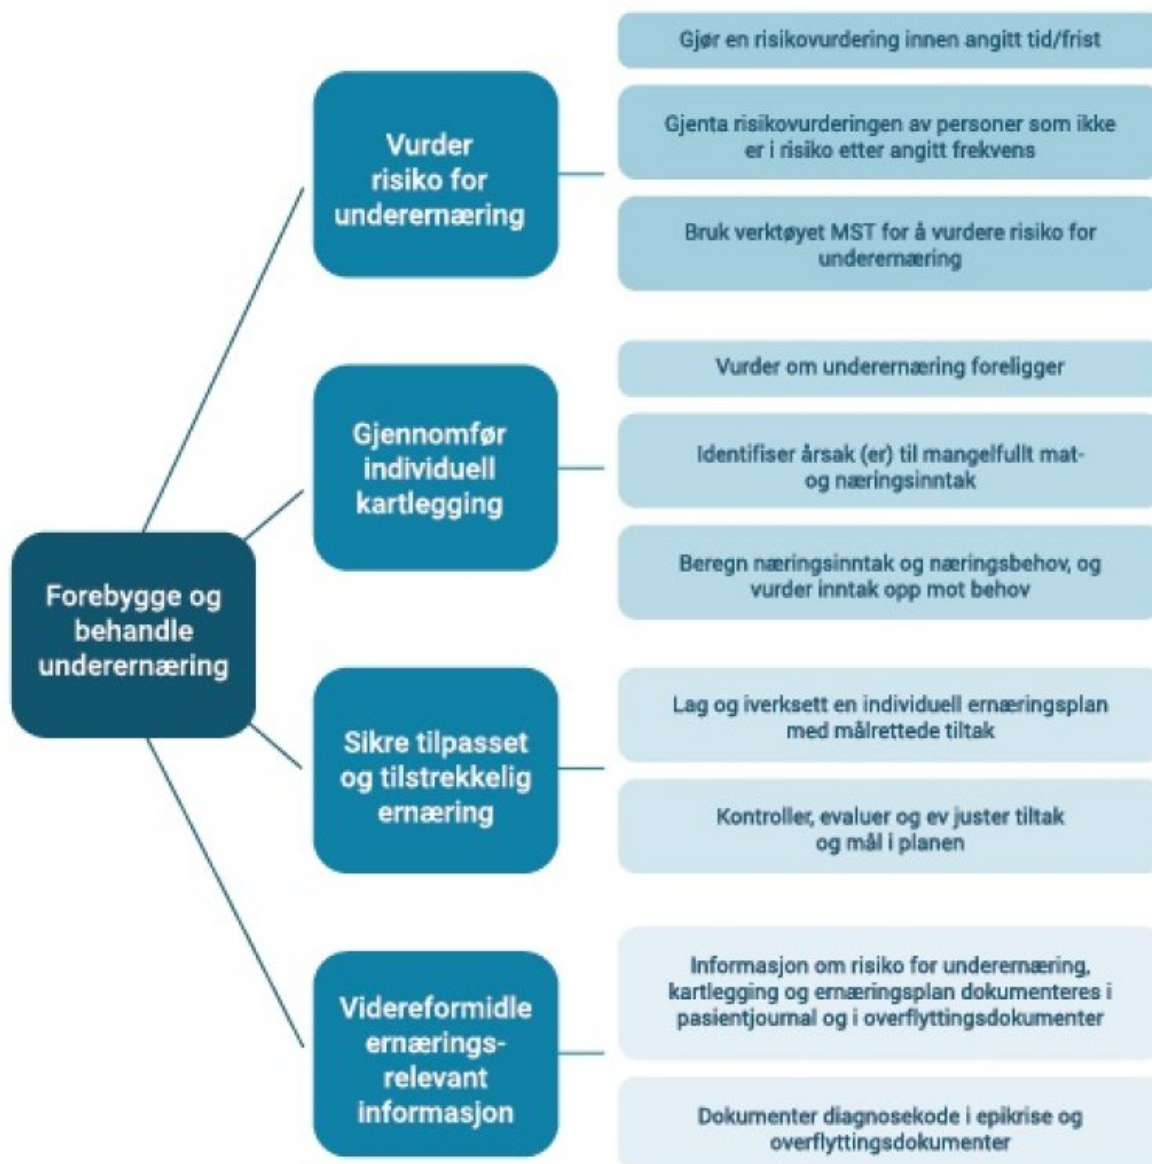 Forebygge og
behandle
underernæring
Vurder
risiko for
underernæring
Gjør en risikovurdering innen angitt tid/frist
Gjenta risikovurderingen av personer som ikke
er i risiko etter angitt frekvens
Bruk verktøyet MST for å vurdere risiko for
underernæring
Gjennomfør
individuell
kartlegging
Vurder om underernæring foreligger
Identifiser årsak (er) til mangelfullt mat-
og næringsinntak
Beregn næringsinntak og næringsbehov, og
vurder inntak opp mot behov
Sikre tilpasset
og tilstrekkelig
ernæring
Lag og iverksett en individuell ernæringsplan
med målrettede tiltak
Kontroller, evaluer og ev juster tiltak
og mål i planen
Videreformidle
ernærings-
relevant
informasjon
Informasjon om risiko for underernæring,
kartlegging og ernæringsplan dokumenteres i
pasientjournal og i overflyttingsdokumenter
Dokumenter diagnosekode i epikrise og
overflyttingsdokumenter